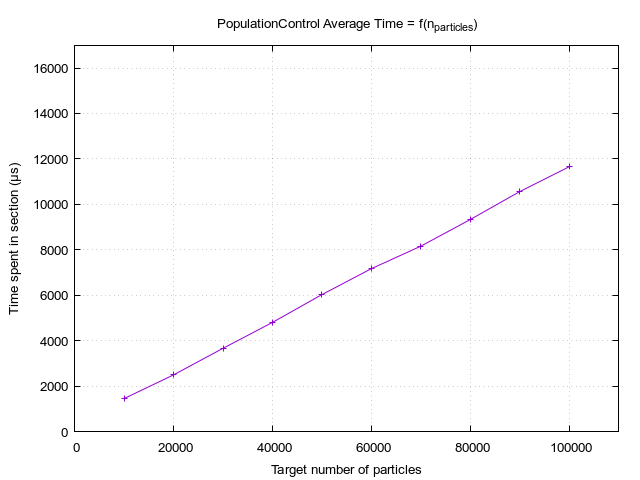 PopulationControl Average Time = f(nparticles)
16000
14000
12000
10000
8000
6000
4000
2000
0
Time spent in section (µs)
0 20000 40000 60000 80000 100000
Target number of particles